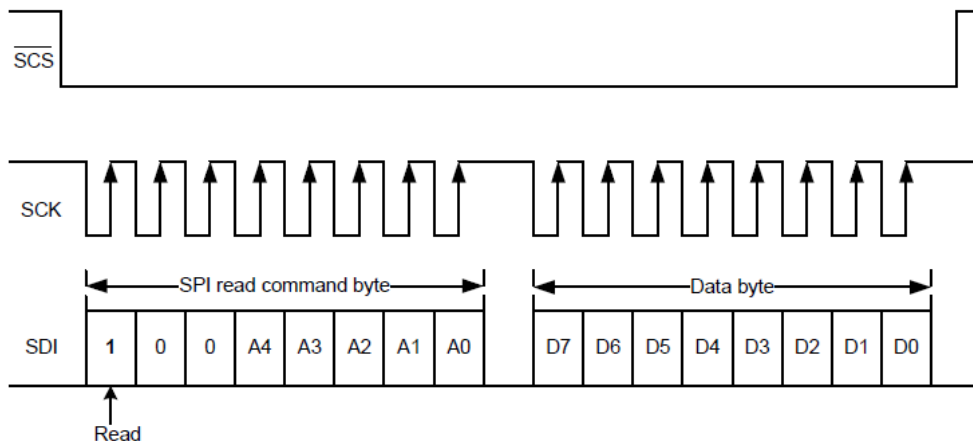 SCS
SCK
SPI read command byte Data byte
SDI 1 0 0 A4 A3 A2 A1 A0 D7 D6 D5 D4 D3 D2 D1 D0
Read